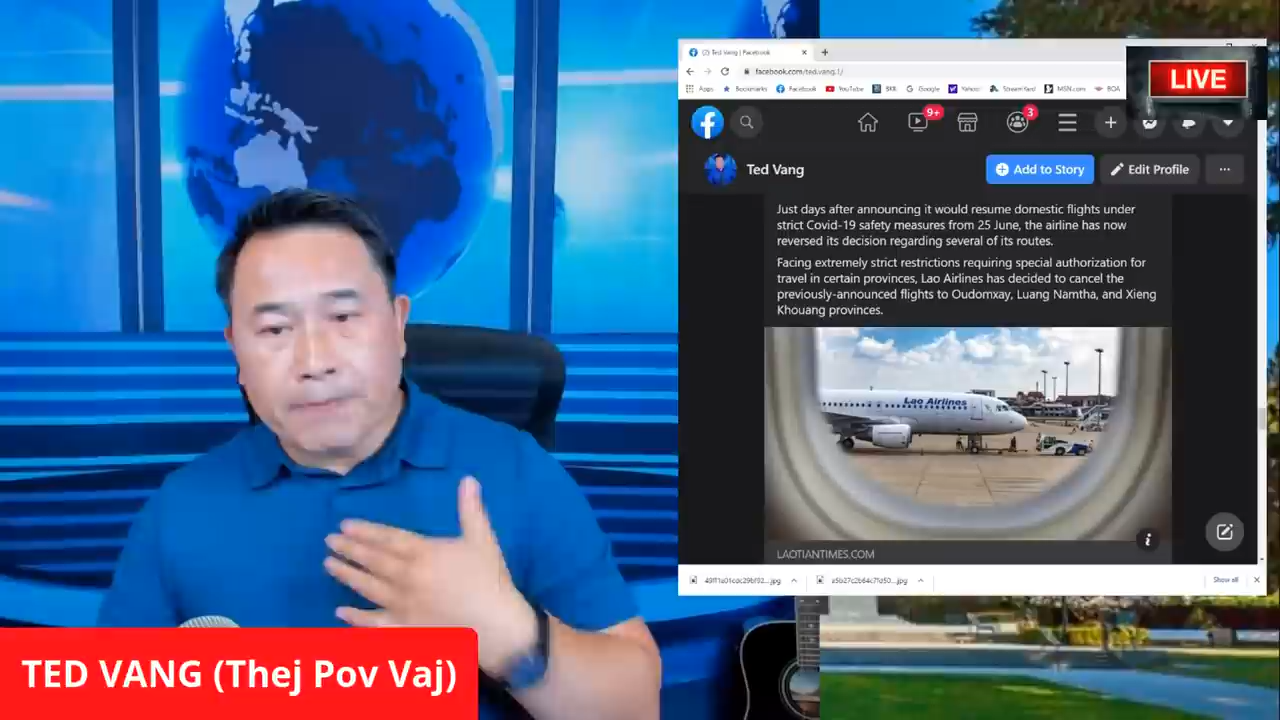 Ted Vang | Facebook
facebook.com/ted.vang.1/
LIVE
Apps Bookmarks Facebook YouTube Google Yahoo StreamYard MSN.com BOA
9+
3
Ted Vang
Add to Story
Edit Profile
Just days after announcing it would resume domestic flights under
strict Covid-19 safety measures from 25 June, the airline has now
reversed its decision regarding several of its routes.
Facing extremely strict restrictions requiring special authorization for
travel in certain provinces, Lao Airlines has decided to cancel the
previously-announced flights to Oudomxay, Luang Namtha, and Xieng
Khouang provinces.
Lao Airlines
LAOTIANTIMES.COM
Show all
TED VANG (Thej Pov Vaj)